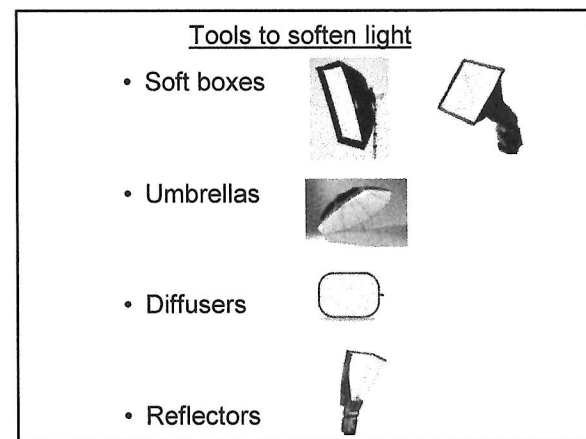 Tools to soften light
• Soft boxes
• Umbrellas
• Diffusers
• Reflectors